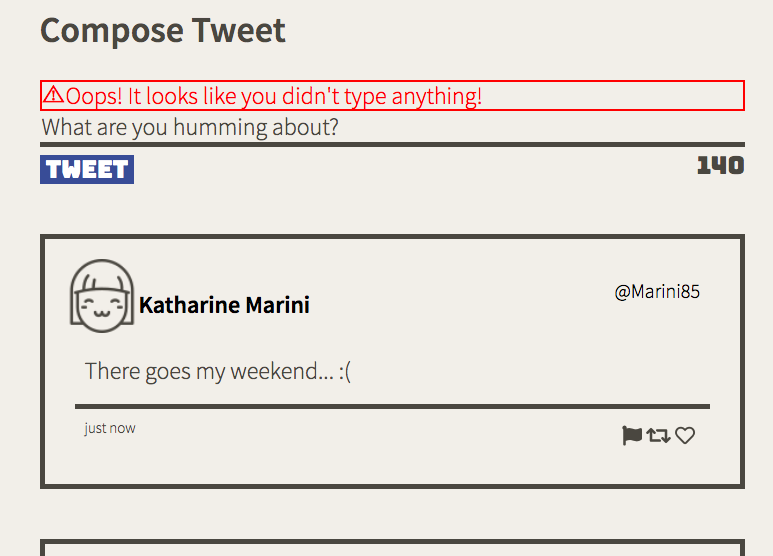 Compose Tweet
⚠Oops! It looks like you didn't type anything!
What are you humming about?
TWEET 140
Katharine Marini @Marini85
There goes my weekend... :(
just now